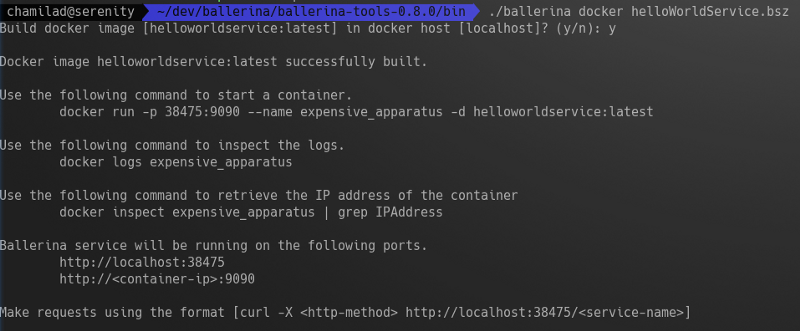 chamilad@serenity ~/dev/ballerina/ballerina-tools-0.8.0/bin ./ballerina docker helloWorldService.bsz
Build docker image [helloworldservice:latest] in docker host [localhost]? (y/n): y
Docker image helloworldservice:latest successfully built.
Use the following command to start a container.
docker run -p 38475:9090 --name expensive_apparatus -d helloworldservice:latest
Use the following command to inspect the logs.
docker logs expensive_apparatus
Use the following command to retrieve the IP address of the container
docker inspect expensive_apparatus | grep IPAddress
Ballerina service will be running on the following ports.
http://localhost:38475
http://<container-ip>:9090
Make requests using the format [curl -X <http-method> http://localhost:38475/<service-name>]